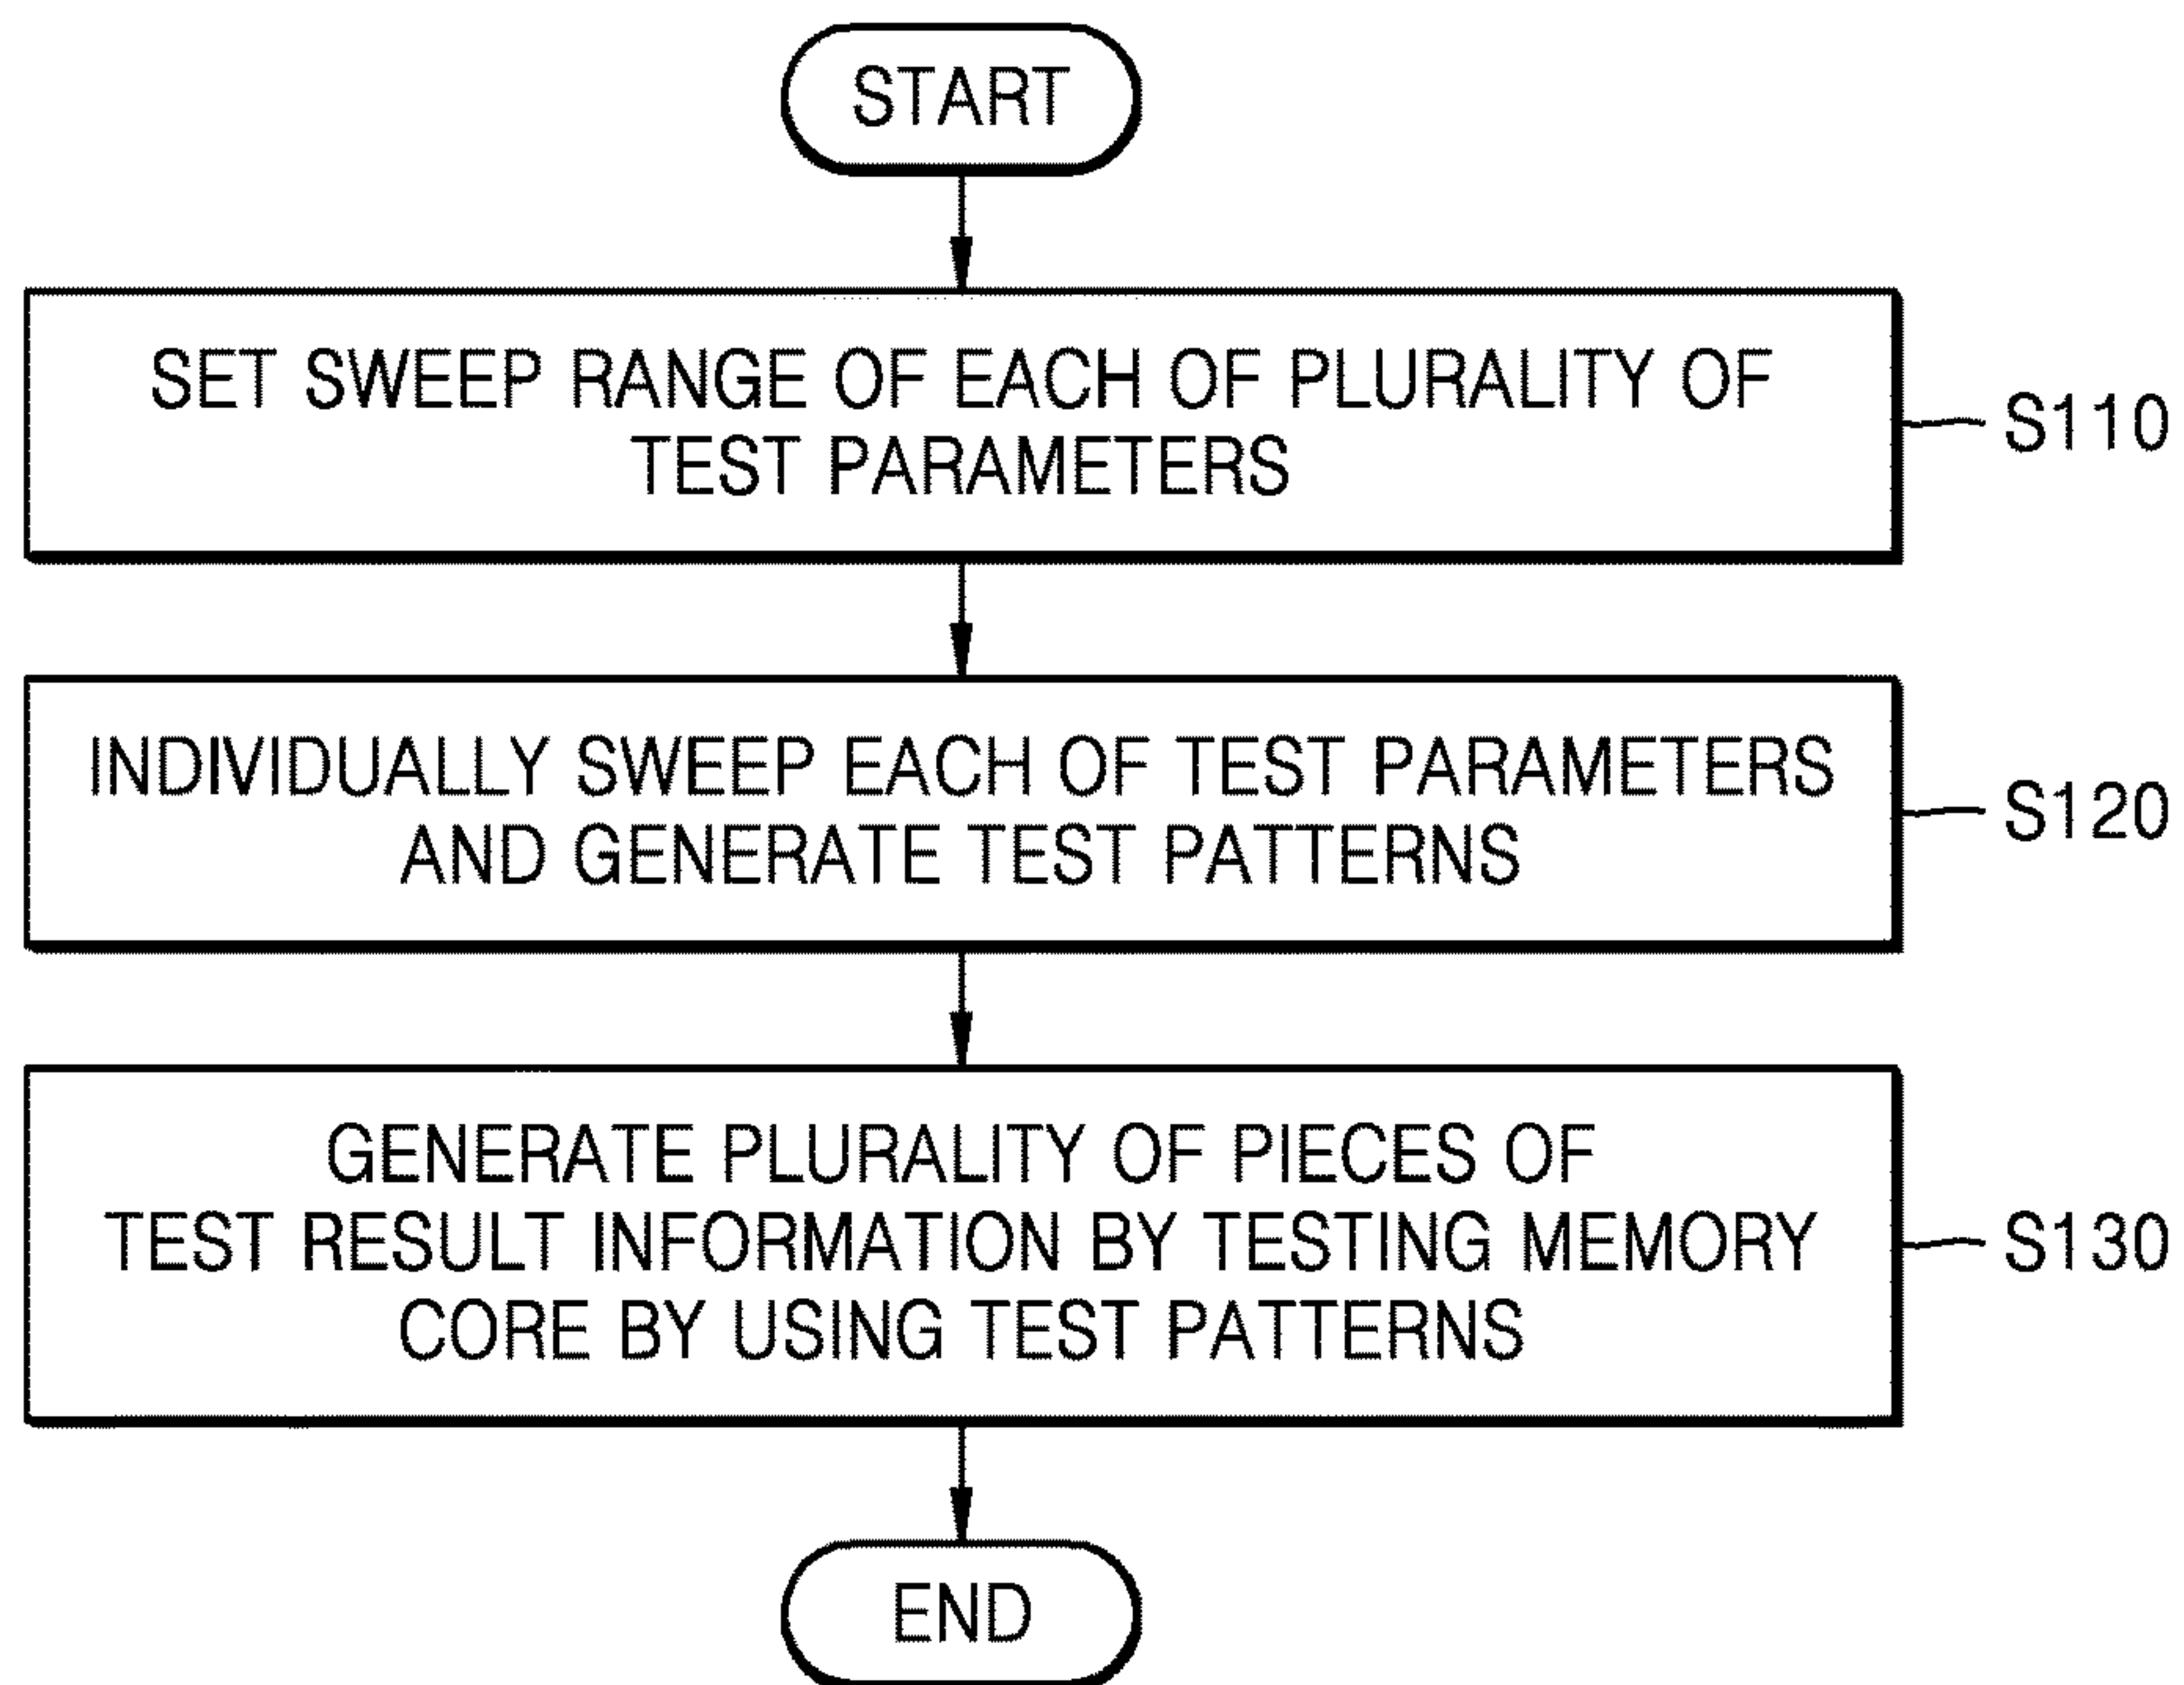 START
SET SWEEP RANGE OF EACH OF PLURALITY OF
TEST PARAMETERS
S110
INDIVIDUALLY SWEEP EACH OF TEST PARAMETERS
AND GENERATE TEST PATTERNS
S120
GENERATE PLURALITY OF PIECES OF
TEST RESULT INFORMATION BY TESTING MEMORY
CORE BY USING TEST PATTERNS
S130
END